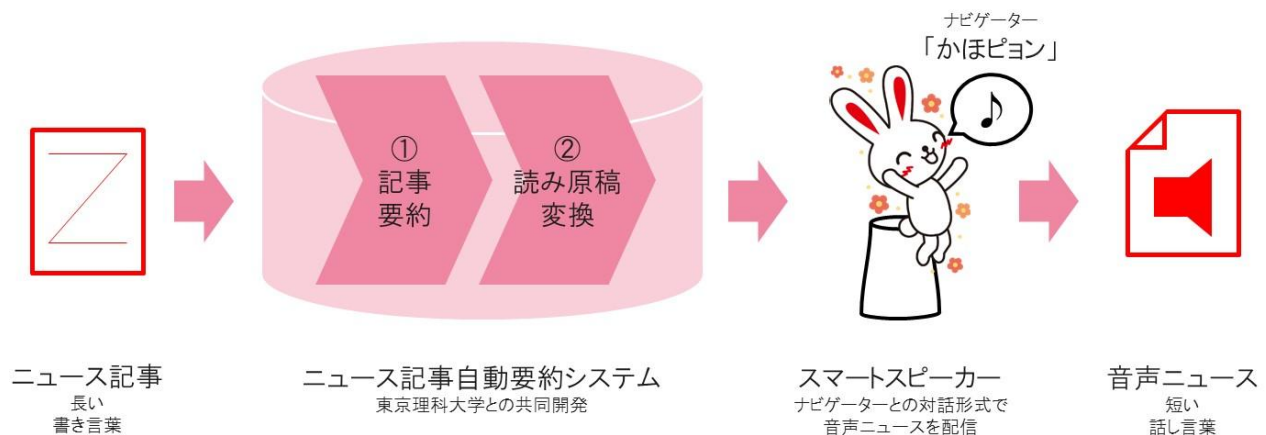 ナビゲーター
「かほピョン」
①
記事
要約
②
読み原稿
変換
ニュース記事
長い
書き言葉
ニュース記事自動要約システム
東京理科大学との共同開発
スマートスピーカー
ナビゲーターとの対話形式で
音声ニュースを配信
音声ニュース
短い
話し言葉